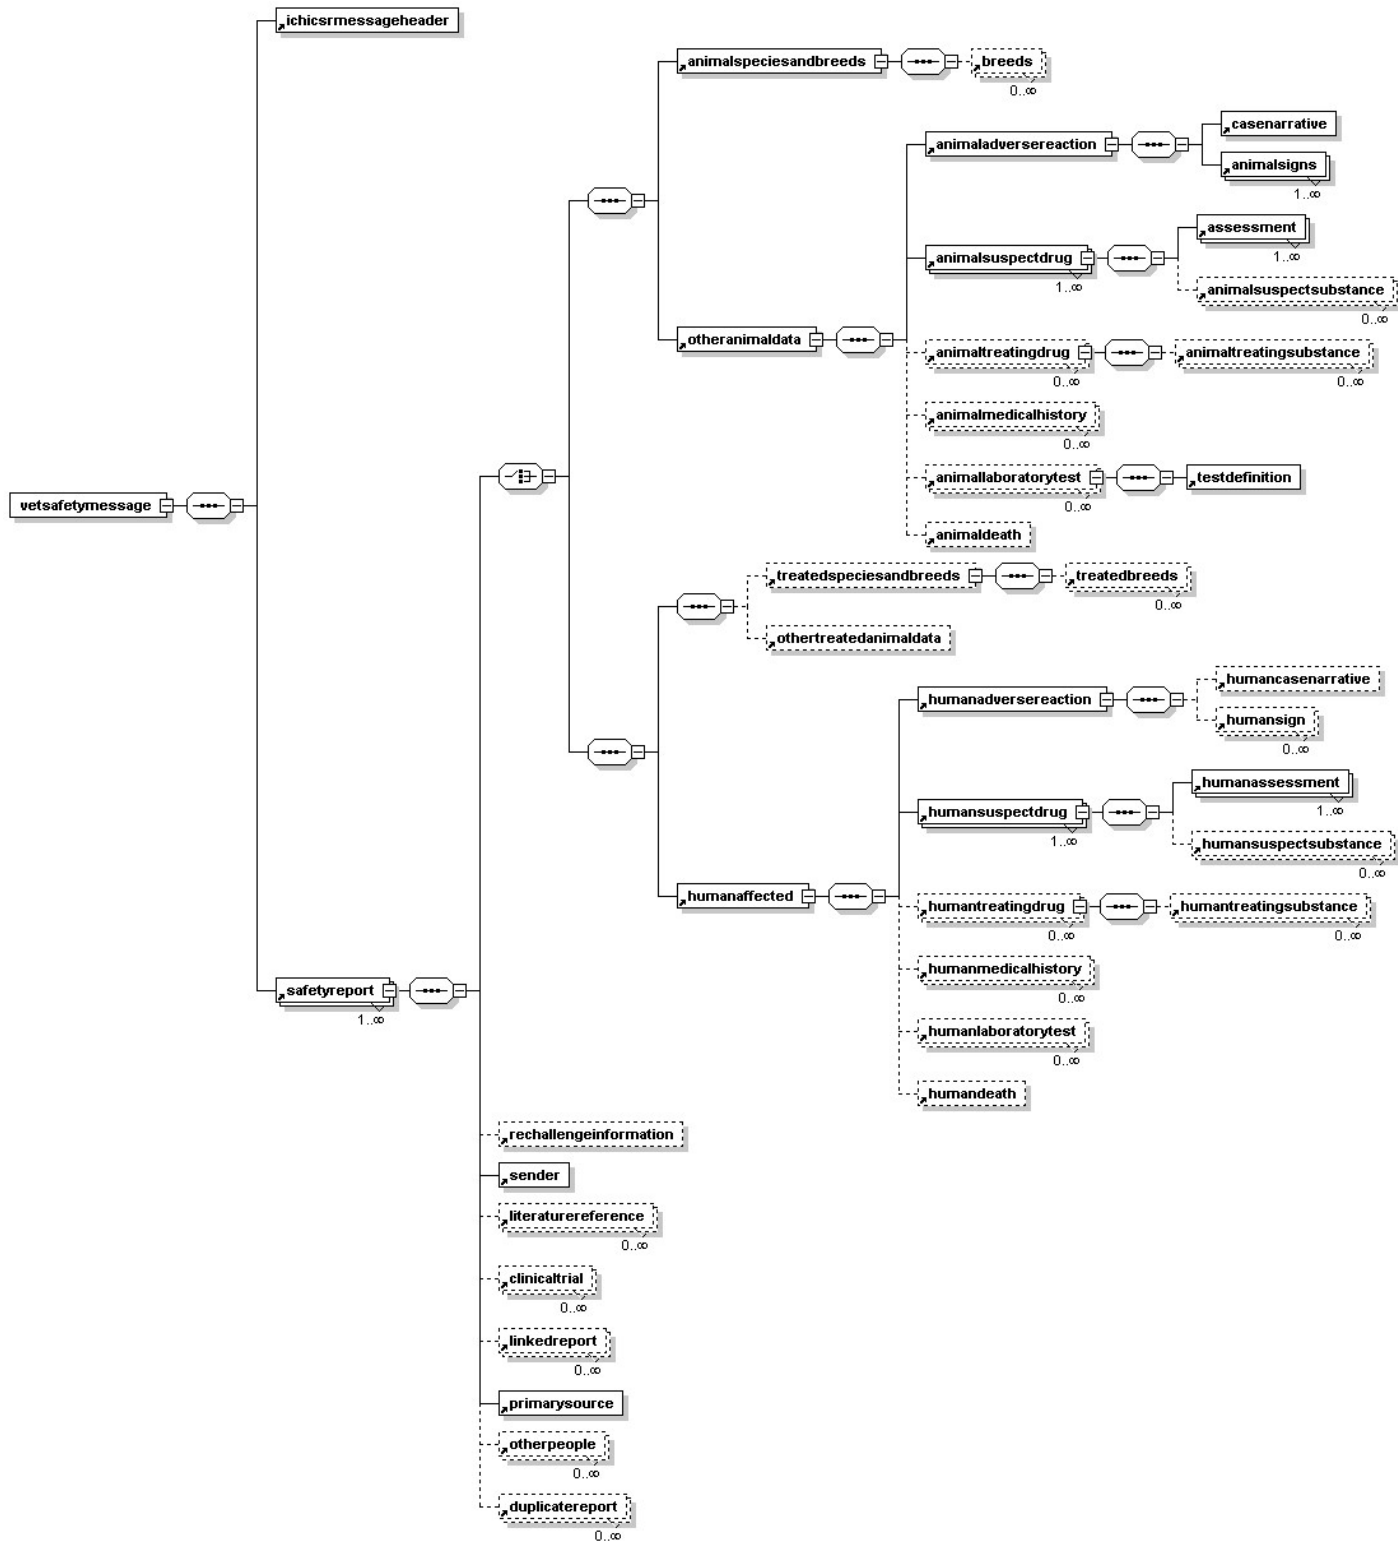 ichicsrmessageheader
animalspeciesandbreeds
breeds
0..∞
casenarrative
animaladversereaction
animalsigns
1..∞
assessment
1..∞
animalsuspectdrug
1..∞
animalsuspectsubstance
0..∞
otheranimaldata
animaltreatingdrug
0..∞
animaltreatingsubstance
0..∞
animalmedicalhistory
0..∞
animallaboratorytest
0..∞
testdefinition
vetsafetymessage
animaldeath
treatedspeciesandbreeds
treatedbreeds
0..∞
othertreatedanimaldata
humancasenarrative
humanadversereaction
humansign
0..∞
humanassessment
1..∞
humansuspectdrug
1..∞
humansuspectsubstance
0..∞
humanaffected
humantreatingdrug
0..∞
humantreatingsubstance
0..∞
humanmedicalhistory
0..∞
safetyreport
1..∞
humanlaboratorytest
0..∞
humandeath
rechallengeinformation
sender
literaturereference
0..∞
clinicaltrial
0..∞
linkedreport
0..∞
primarysource
otherpeople
0..∞
duplicatereport
0..∞